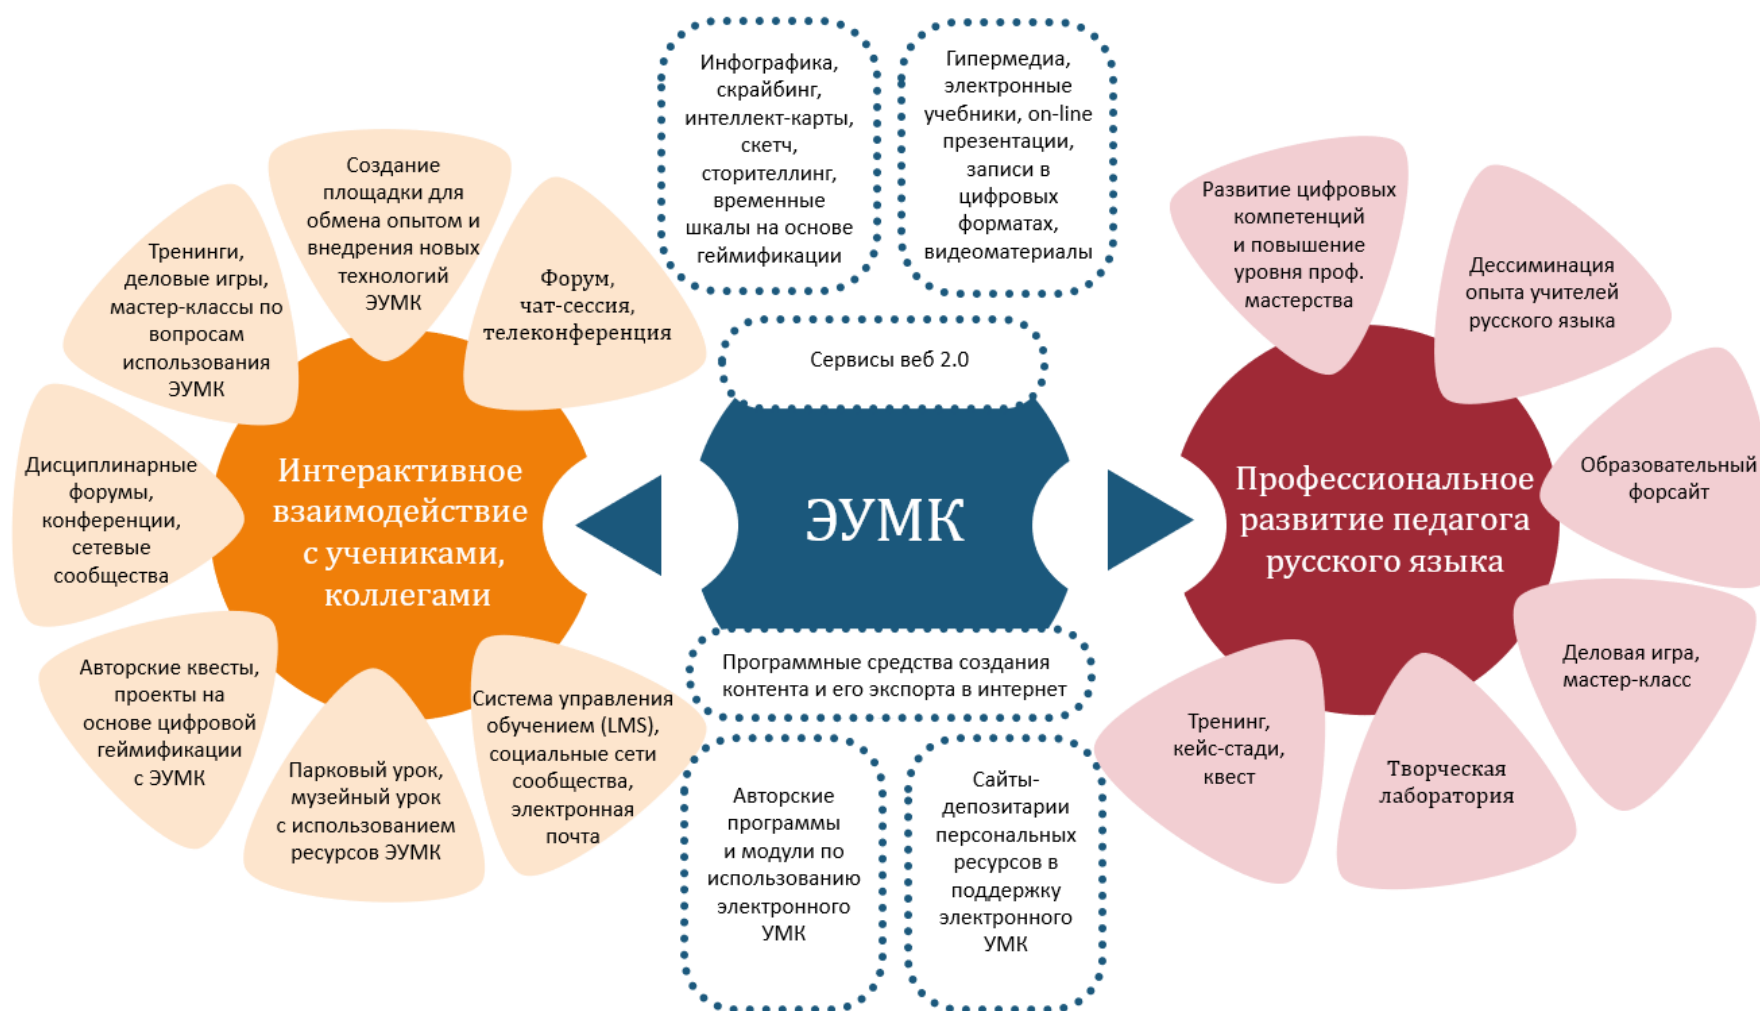 Создание
площадки для
обмена опытом и
внедрения новых
технологий
ЭУМК
Форум,
чат-сессия,
телеконференция
Тренинги,
деловые игры,
мастер-классы по
вопросам
использования
ЭУМК
Дисциплинарные
форумы,
конференции,
сетевые
сообщества
Интерактивное
взаимодействие
с учениками,
коллегами
Авторские квесты,
проекты на
основе цифровой
геймификации
с ЭУМК
Парковый урок,
музейный урок
с использованием
ресурсов ЭУМК
Система управления
обучением (LMS),
социальные сети
сообщества,
электронная
почта
Инфографика,
скрайбинг,
интеллект-карты,
скетч,
сторителлинг,
временные
шкалы на основе
геймификации
Гипермедиа,
электронные
учебники, on-line
презентации,
записи в
цифровых
форматах,
видеоматериалы
Сервисы веб 2.0
ЭУМК
Программные средства создания
контента и его экспорта в интернет
Авторские
программы
и модули по
использованию
электронного
УМК
Сайты-
депозитарии
персональных
ресурсов в
поддержку
электронного
УМК
Развитие цифровых
компетенций
и повышение
уровня проф.
мастерства
Дессиминация
опыта учителей
русского языка
Образовательный
форсайт
Профессиональное
развитие педагога
русского языка
Деловая игра,
мастер-класс
Творческая
лаборатория
Тренинг,
кейс-стади,
квест